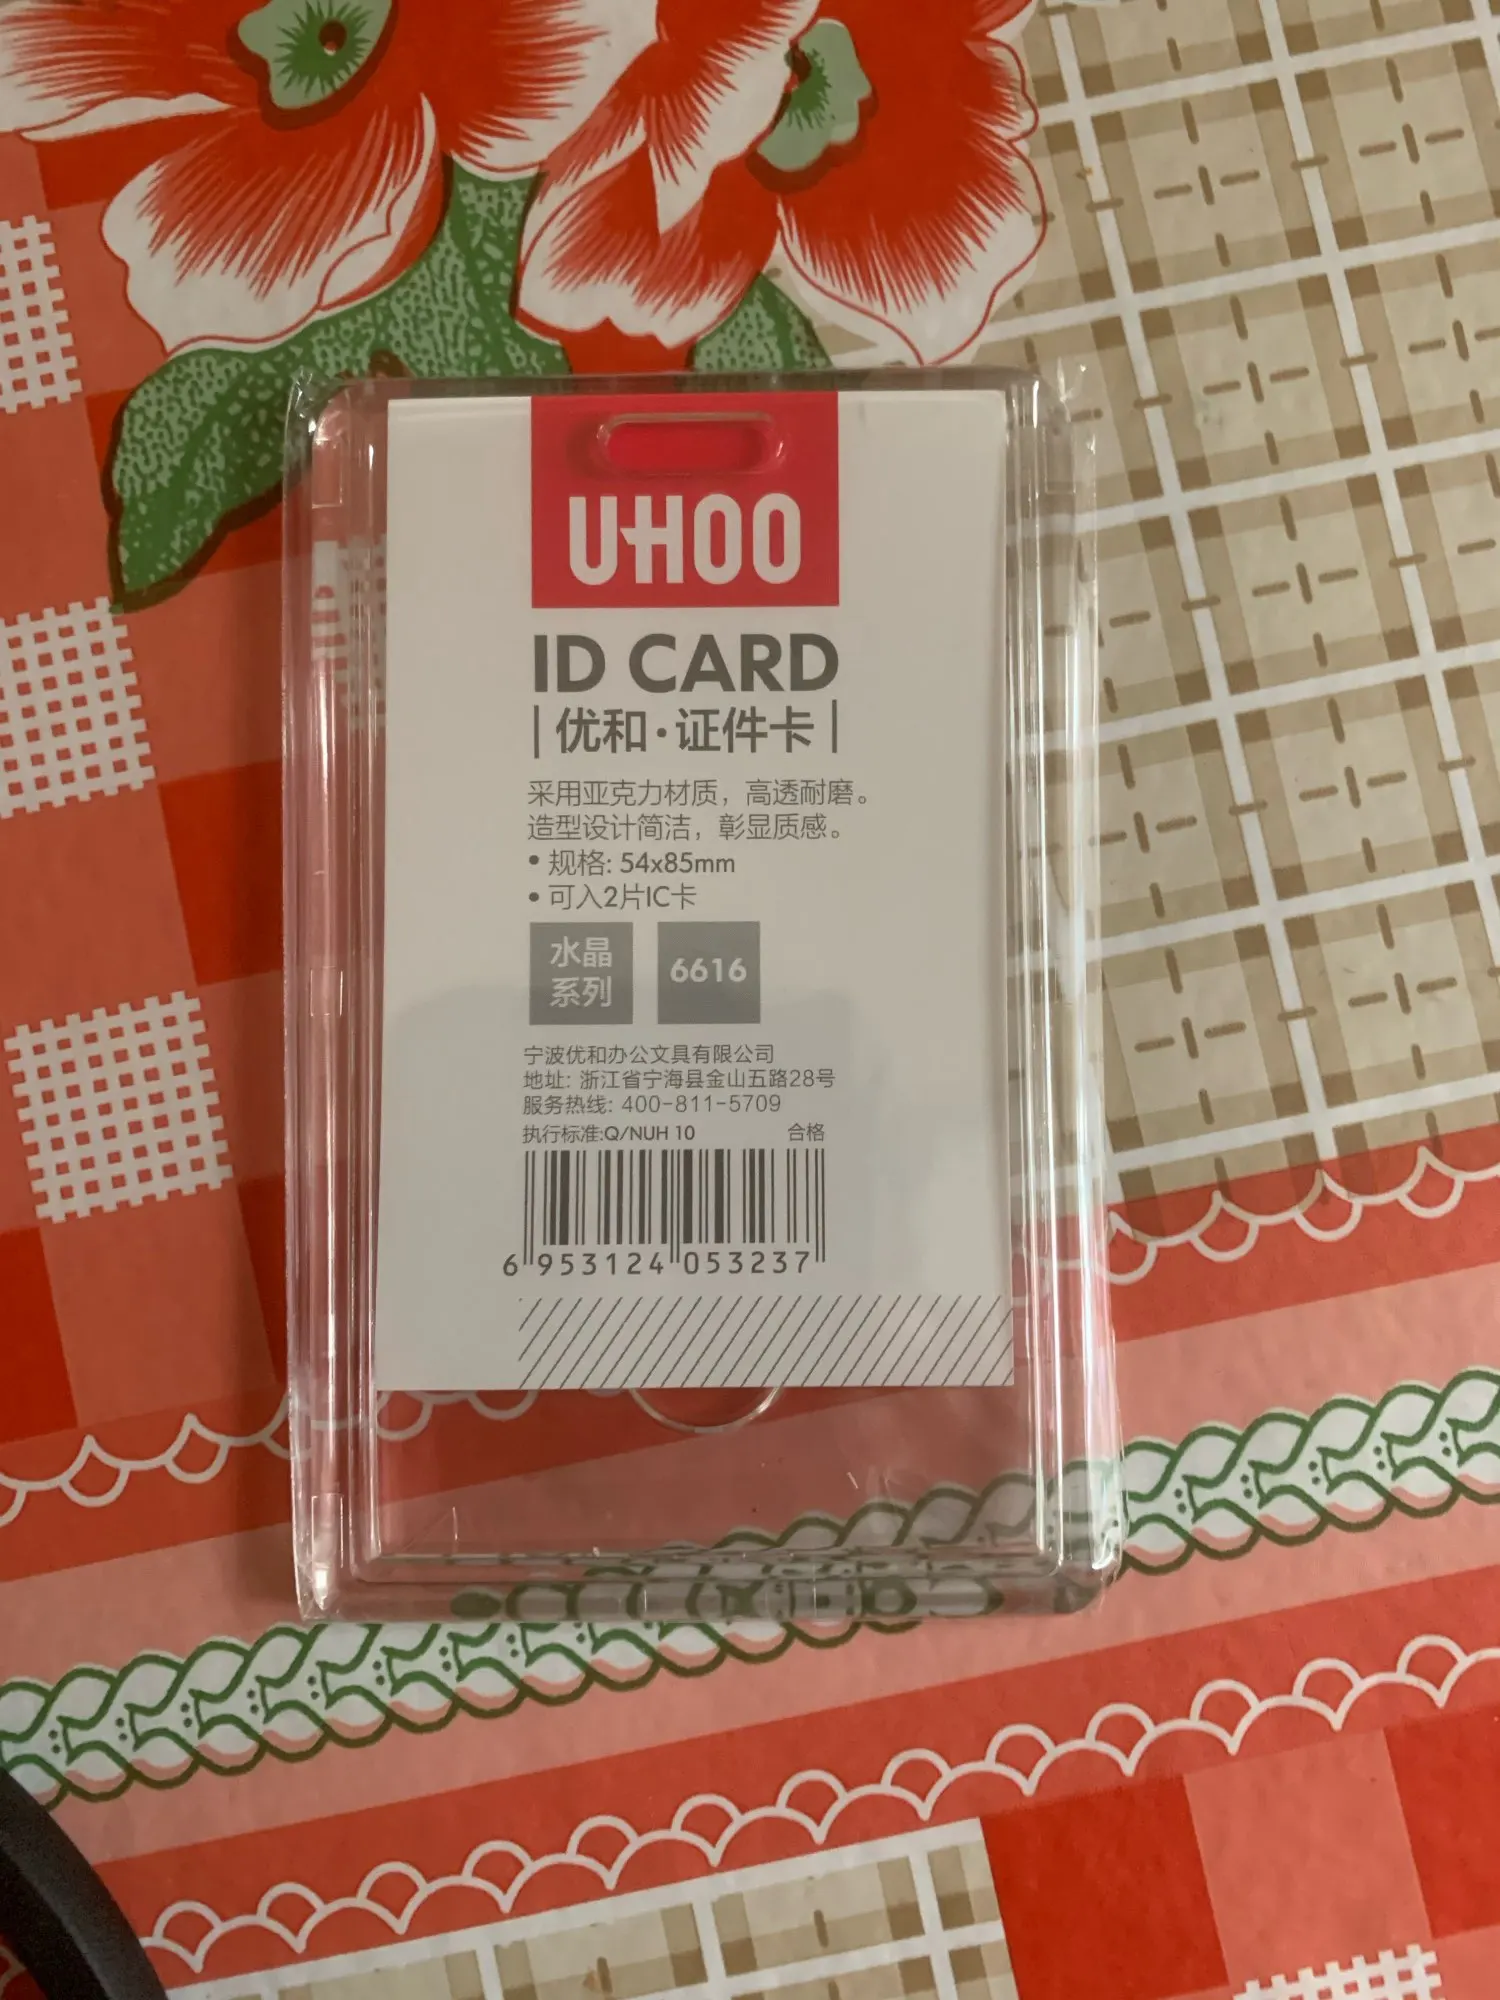 UHOO
ID CARD
优和·证件卡
采用亚克力材质，高透耐磨。
造型设计简洁，彰显质感。
• 规格: 54x85mm
• 可入2片IC卡
水晶
系列
6616
宁波优和办公文具有限公司
地址: 浙江省宁海县金山五路28号
服务热线: 400-811-5709
执行标准:Q/NUH 10 合格
6 953124 053237